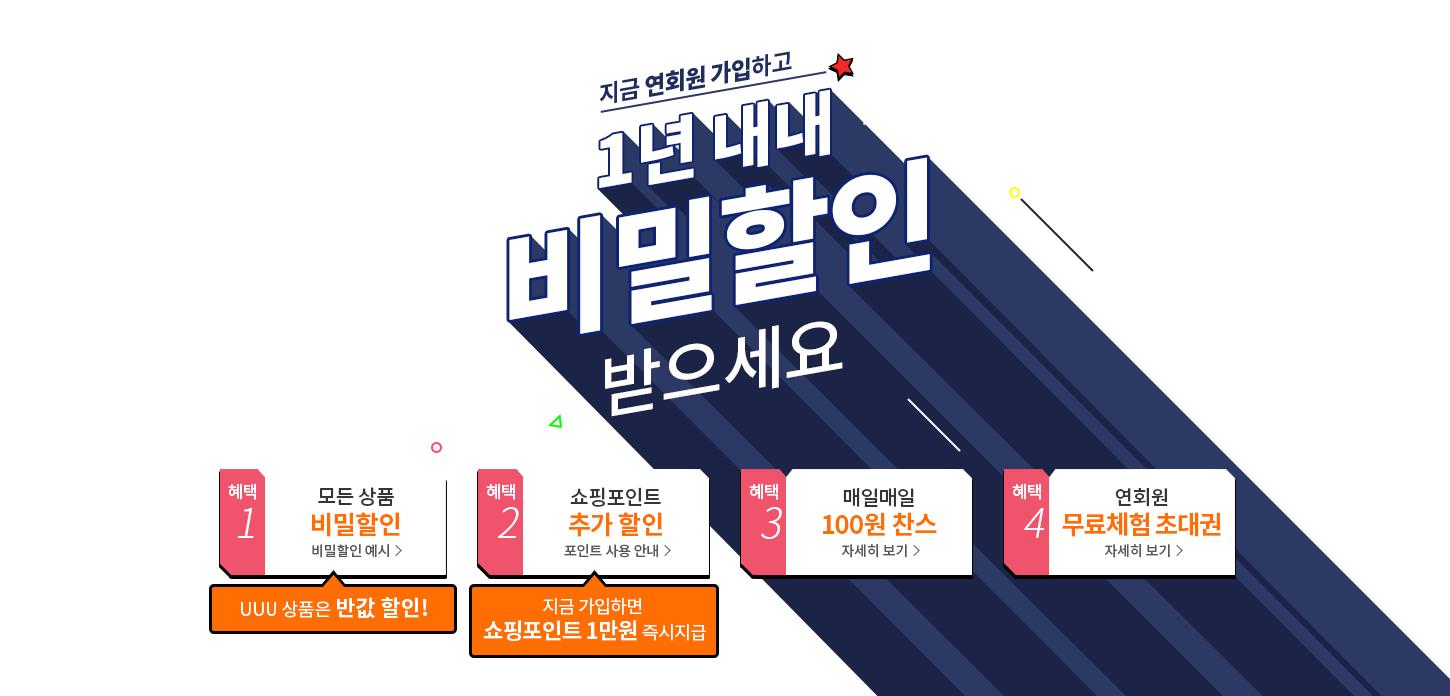 지금 연회원 가입하고
1년 내내
비밀할인
받으세요
혜택 1
모든 상품
비밀할인
비밀할인 예시 >
UUU 상품은 반값 할인!
혜택 2
쇼핑포인트
추가 할인
포인트 사용 안내 >
지금 가입하면
쇼핑포인트 1만원 즉시지급
혜택 3
매일매일
100원 찬스
자세히 보기 >
혜택 4
연회원
무료체험 초대권
자세히 보기 >